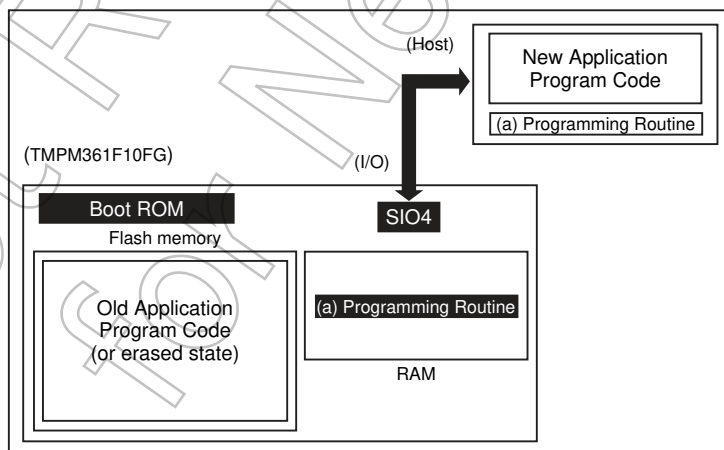 (Host)
New Application
Program Code
(a) Programming Routine
(TMPM361F10FG)
(I/O)
Boot ROM
SIO4
Flash memory
Old Application
Program Code
(or erased state)
(a) Programming Routine
RAM